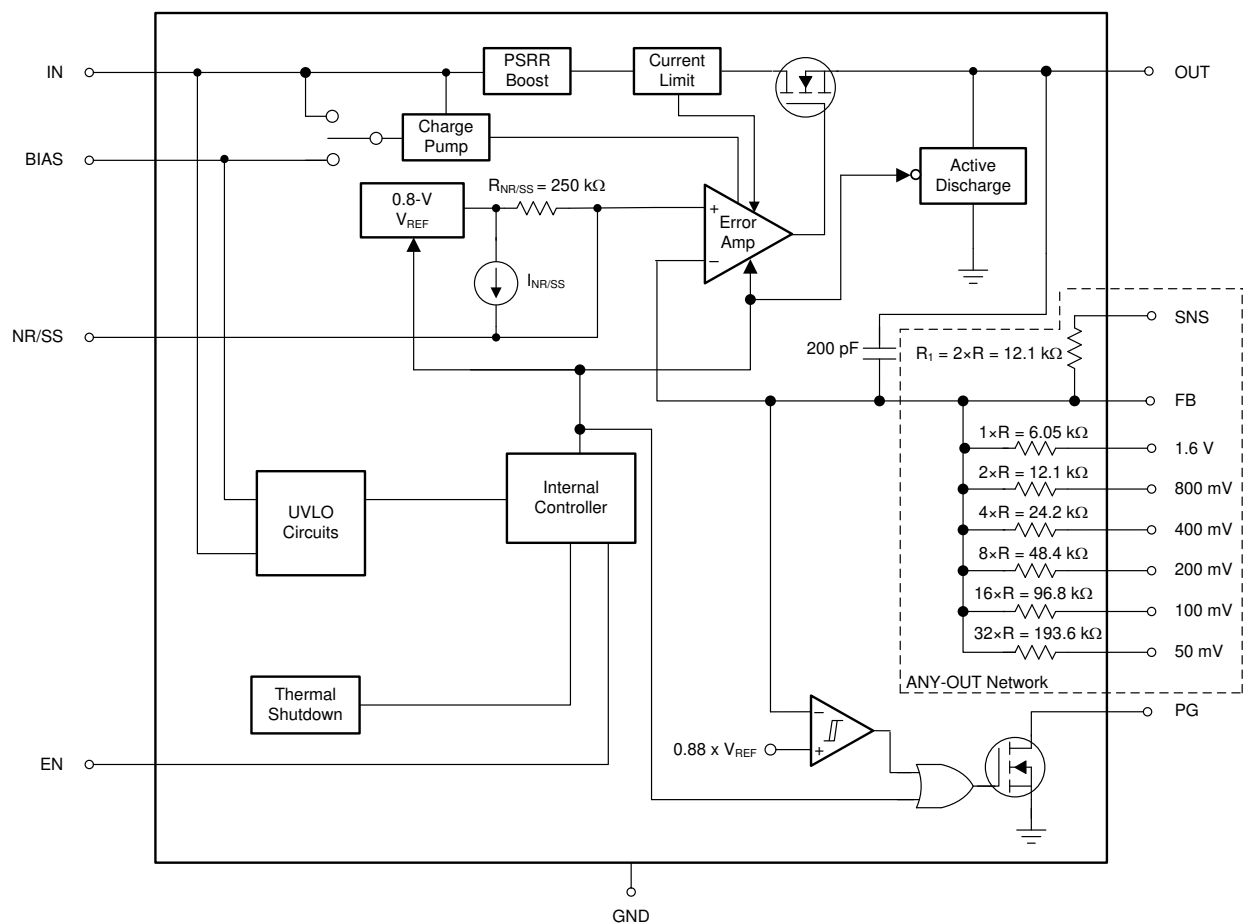 IN
PSRR
Boost
Current
Limit
OUT
Charge
Pump
BIAS
Active
Discharge
R_NR/SS = 250 kΩ
0.8-V
V_REF
+
Error
Amp
−
I_NR/SS
NR/SS
SNS
200 pF
R₁ = 2×R = 12.1 kΩ
FB
1×R = 6.05 kΩ
1.6 V
2×R = 12.1 kΩ
800 mV
4×R = 24.2 kΩ
400 mV
8×R = 48.4 kΩ
200 mV
16×R = 96.8 kΩ
100 mV
32×R = 193.6 kΩ
50 mV
ANY-OUT Network
UVLO
Circuits
Internal
Controller
Thermal
Shutdown
PG
−
0.88 x V_REF
+
EN
GND